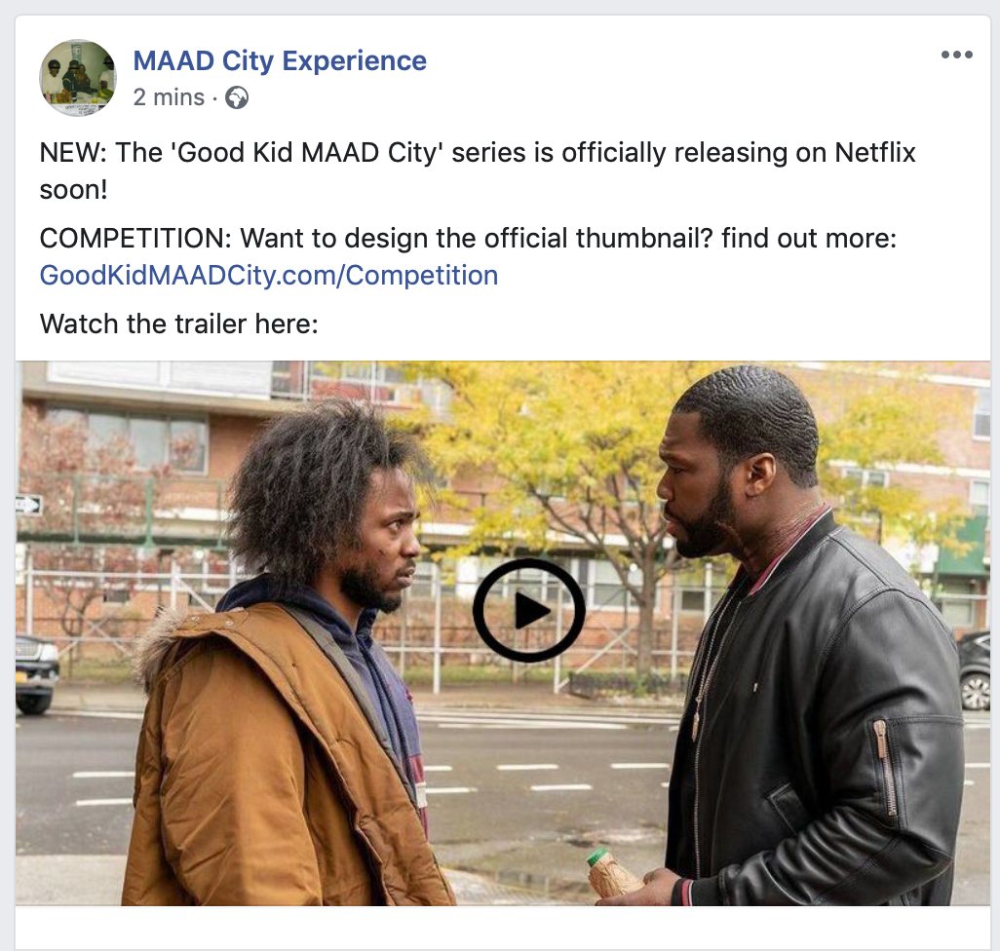 MAAD City Experience
2 mins ·
NEW: The 'Good Kid MAAD City' series is officially releasing on Netflix
soon!
COMPETITION: Want to design the official thumbnail? find out more:
GoodKidMAADCity.com/Competition
Watch the trailer here: